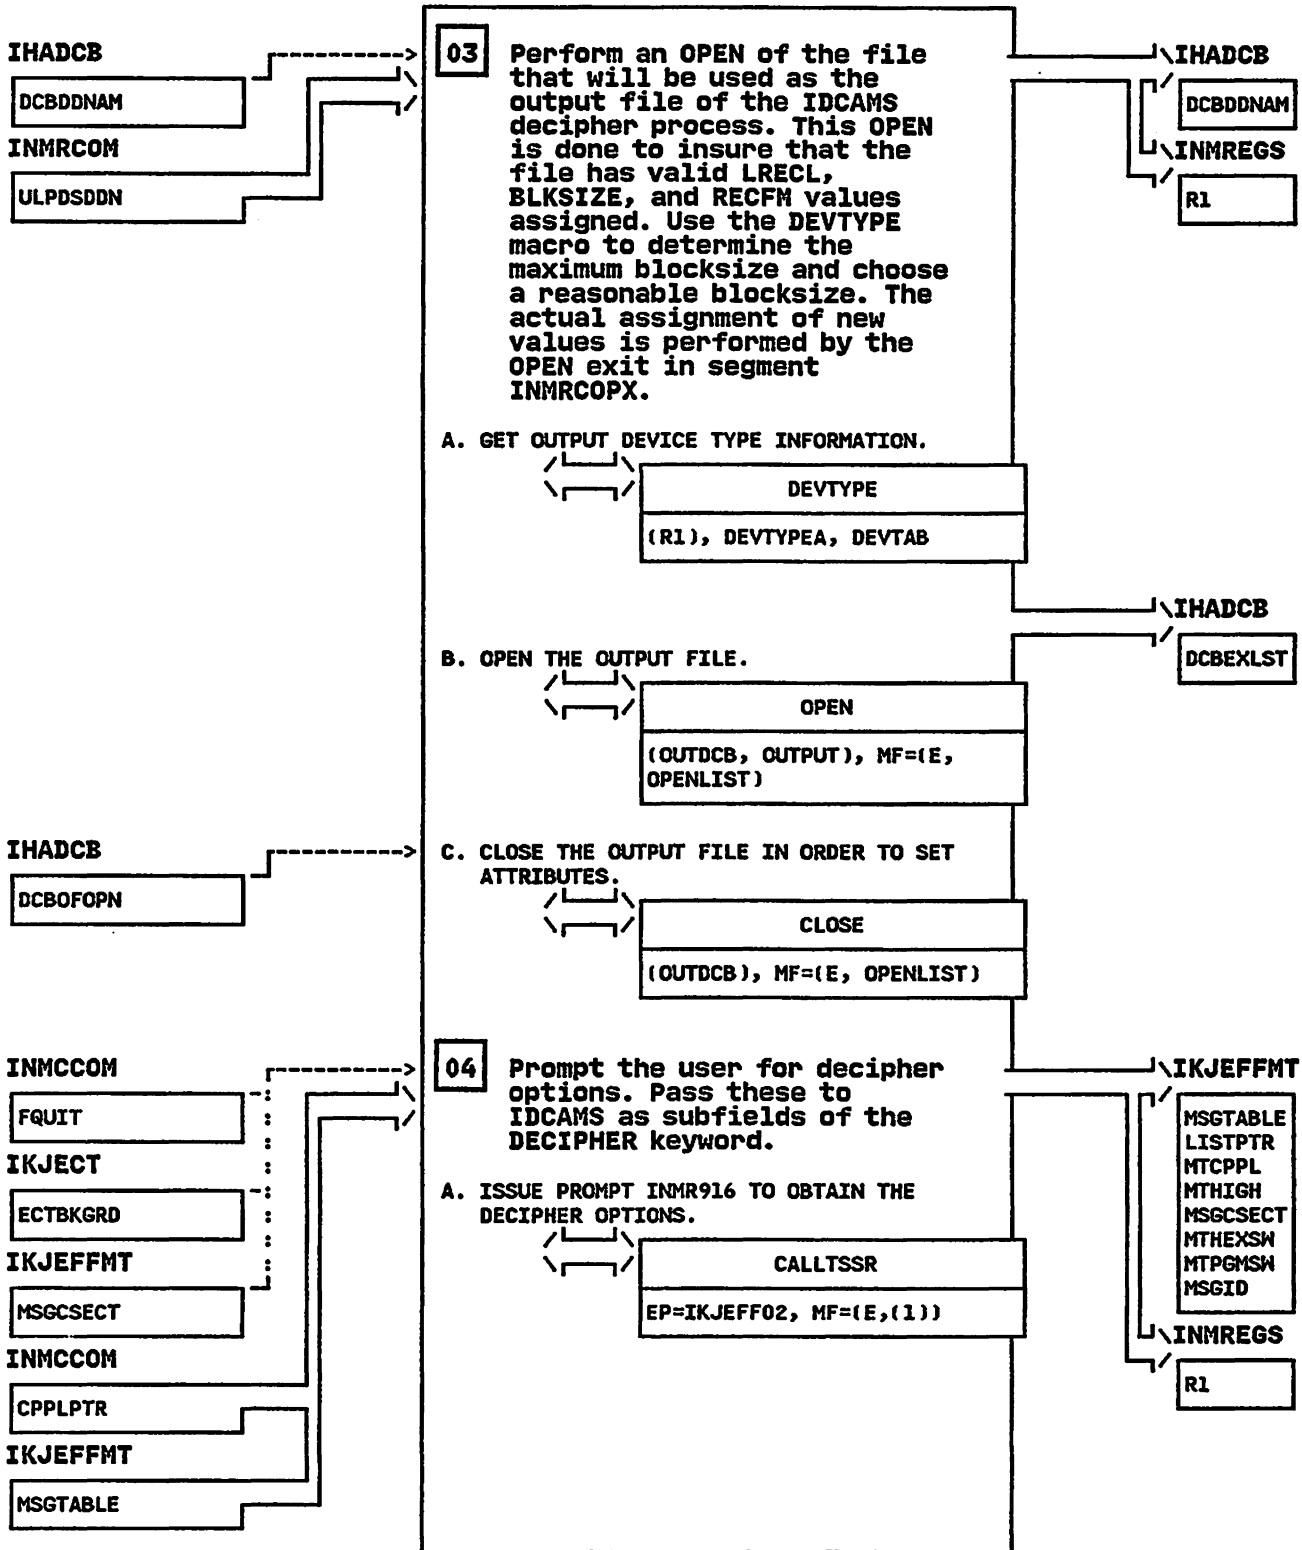 IHADCB
DCBDDNAM
INMRCOM
ULPDSDDN
03
Perform an OPEN of the file
that will be used as the
output file of the IDCAMS
decipher process. This OPEN
is done to insure that the
file has valid LRECL,
BLKSIZE, and RECFM values
assigned. Use the DEVTYPE
macro to determine the
maximum blocksize and choose
a reasonable blocksize. The
actual assignment of new
values is performed by the
OPEN exit in segment
INMRCOPX.
IHADCB
DCBDDNAM
INMREGS
R1
A. GET OUTPUT DEVICE TYPE INFORMATION.
DEVTYPE
(R1), DEVTYPEA, DEVTAB
IHADCB
DCBEXLST
B. OPEN THE OUTPUT FILE.
OPEN
(OUTDCB, OUTPUT), MF=(E,
OPENLIST)
IHADCB
DCBOFOPN
C. CLOSE THE OUTPUT FILE IN ORDER TO SET
ATTRIBUTES.
CLOSE
(OUTDCB), MF=(E, OPENLIST)
INMCCOM
FQUIT
IKJECT
ECTBKGRD
IKJEFFMT
MSGCSECT
INMCCOM
CPPLPTR
IKJEFFMT
MSGTABLE
04
Prompt the user for decipher
options. Pass these to
IDCAMS as subfields of the
DECIPHER keyword.
A. ISSUE PROMPT INMR916 TO OBTAIN THE
DECIPHER OPTIONS.
CALLTSSR
EP=IKJEFF02, MF=(E,(1))
IKJEFFMT
MSGTABLE
LISTPTR
MTCPPL
MTHIGH
MSGCSECT
MTHEXSW
MTPGMSW
MSGID
INMREGS
R1